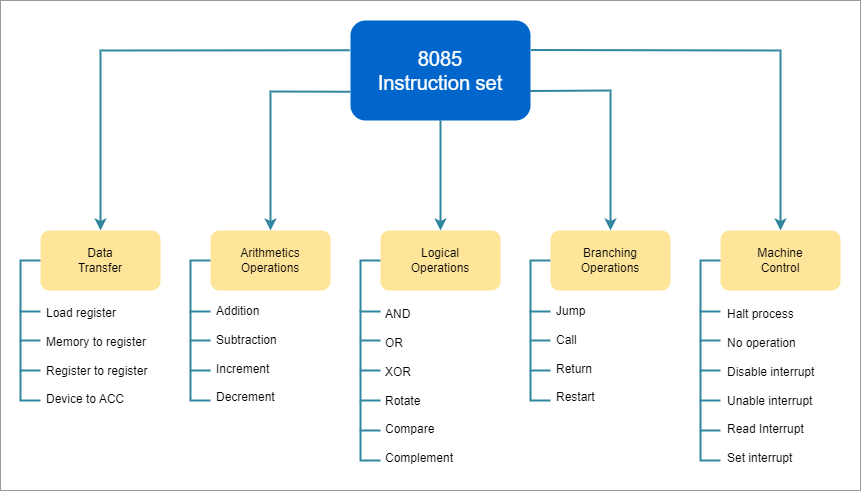 8085
Instruction set
Data
Transfer
Load register
Memory to register
Register to register
Device to ACC
Arithmetics
Operations
Addition
Subtraction
Increment
Decrement
Logical
Operations
AND
OR
XOR
Rotate
Compare
Complement
Branching
Operations
Jump
Call
Return
Restart
Machine
Control
Halt process
No operation
Disable interrupt
Unable interrupt
Read Interrupt
Set interrupt